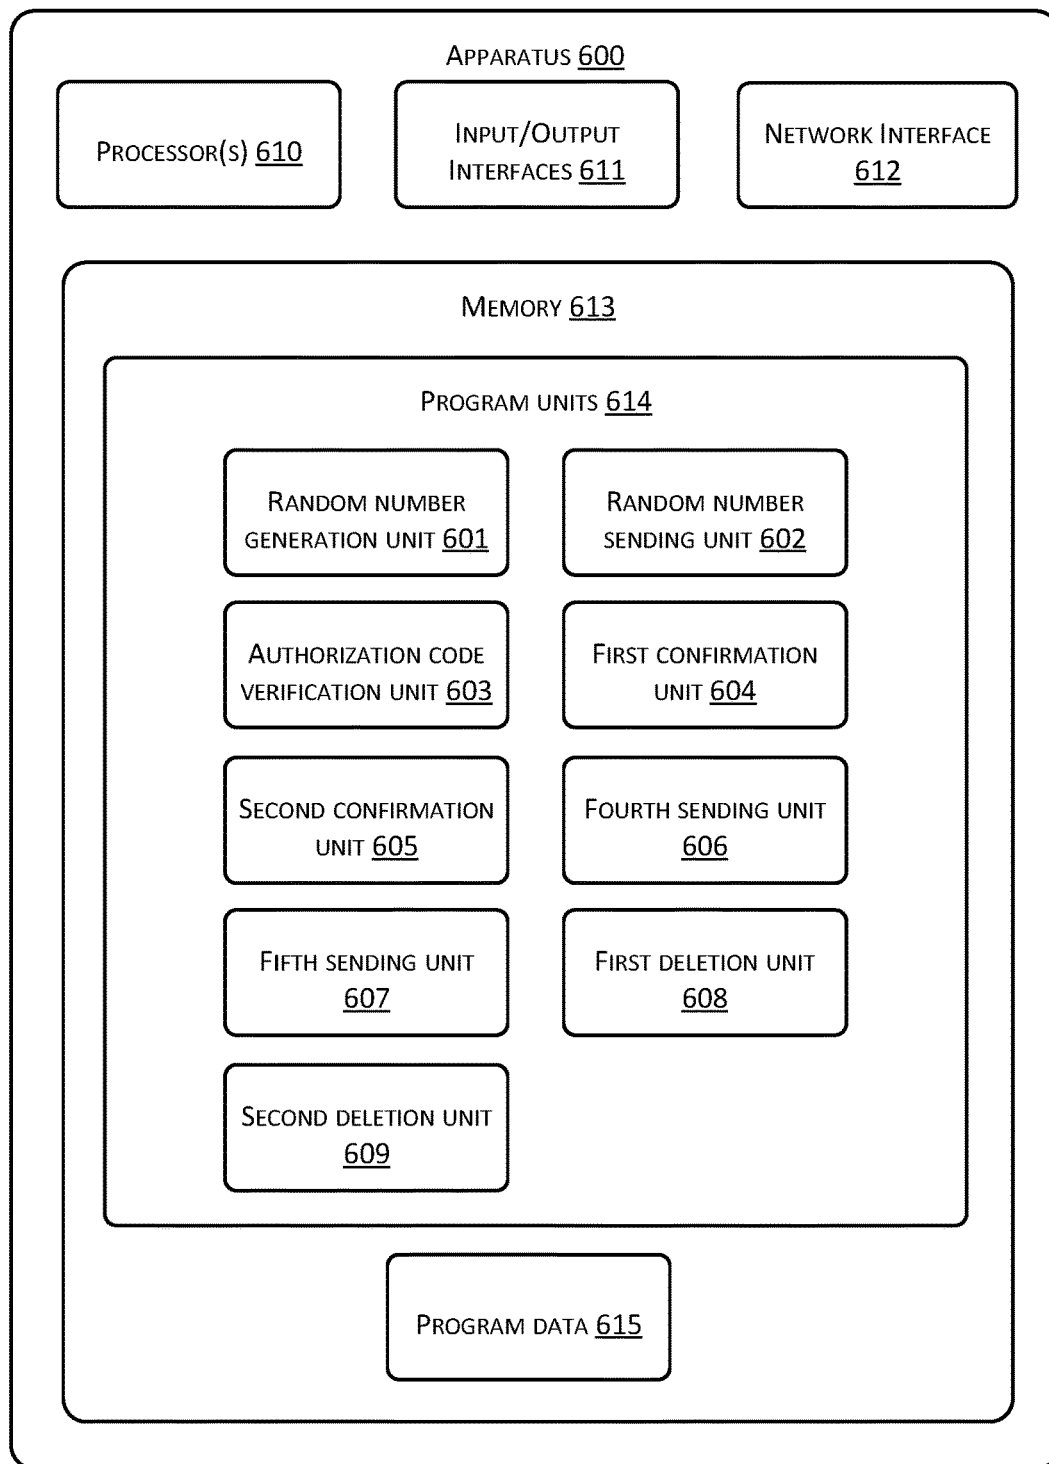 APPARATUS 600
PROCESSOR(S) 610
INPUT/OUTPUT
INTERFACES 611
NETWORK INTERFACE
612
MEMORY 613
PROGRAM UNITS 614
RANDOM NUMBER
GENERATION UNIT 601
RANDOM NUMBER
SENDING UNIT 602
AUTHORIZATION CODE
VERIFICATION UNIT 603
FIRST CONFIRMATION
UNIT 604
SECOND CONFIRMATION
UNIT 605
FOURTH SENDING UNIT
606
FIFTH SENDING UNIT
607
FIRST DELETION UNIT
608
SECOND DELETION UNIT
609
PROGRAM DATA 615